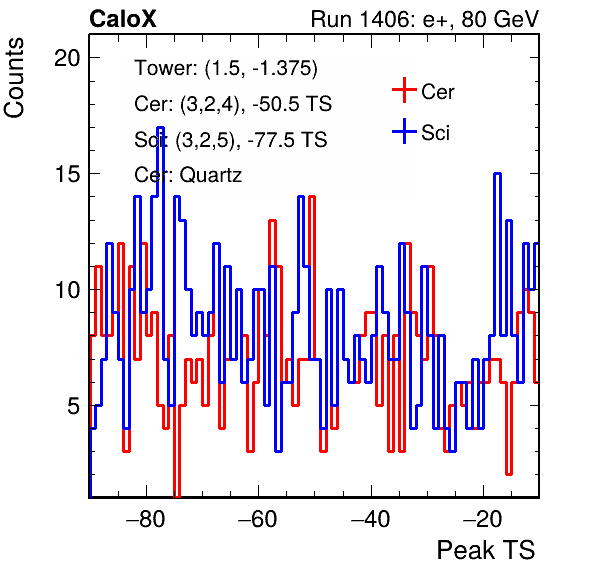 CaloX Run 1406: e+, 80 GeV
Counts
Tower: (1.5, -1.375)
Cer: (3,2,4), -50.5 TS
Sci: (3,2,5), -77.5 TS
Cer: Quartz
Cer
Sci
20
15
10
5
−80 −60 −40 −20
Peak TS